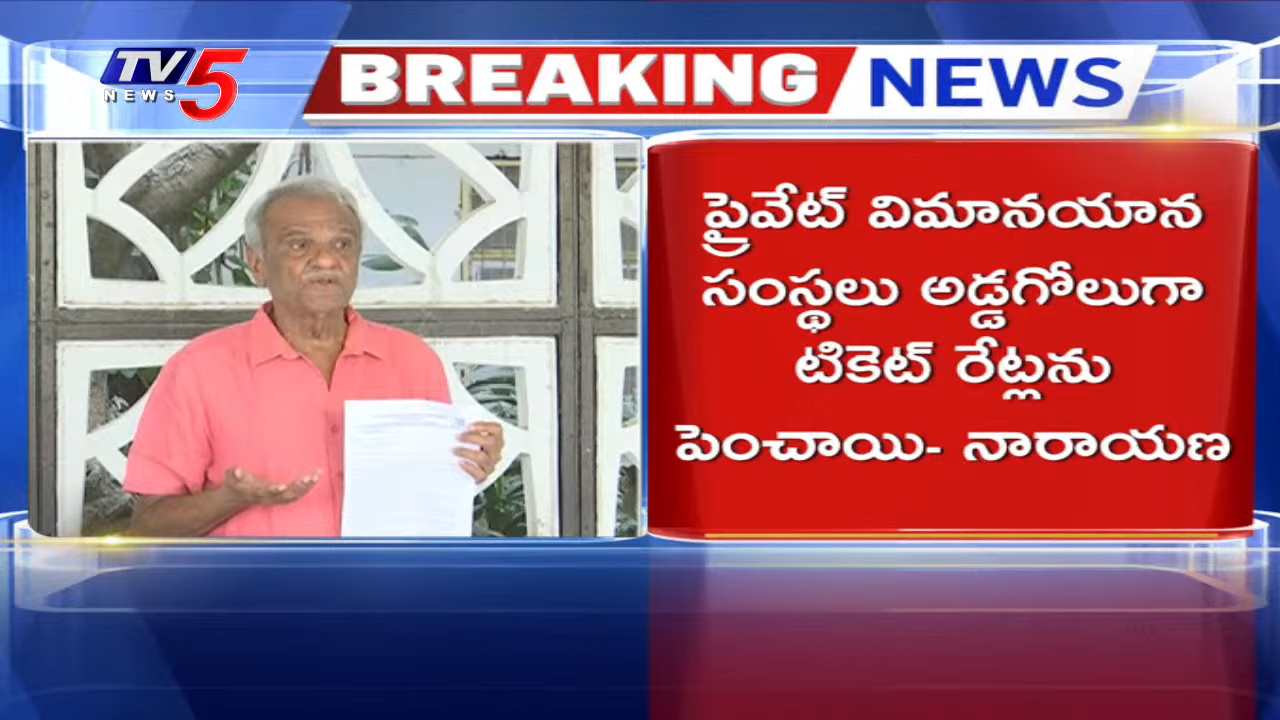 TV5
NEWS
BREAKING NEWS
ప్రైవేట్ విమానయాన
సంస్థలు అడ్డగోలుగా
టికెట్ రేట్లను
పెంచాయి- నారాయణ